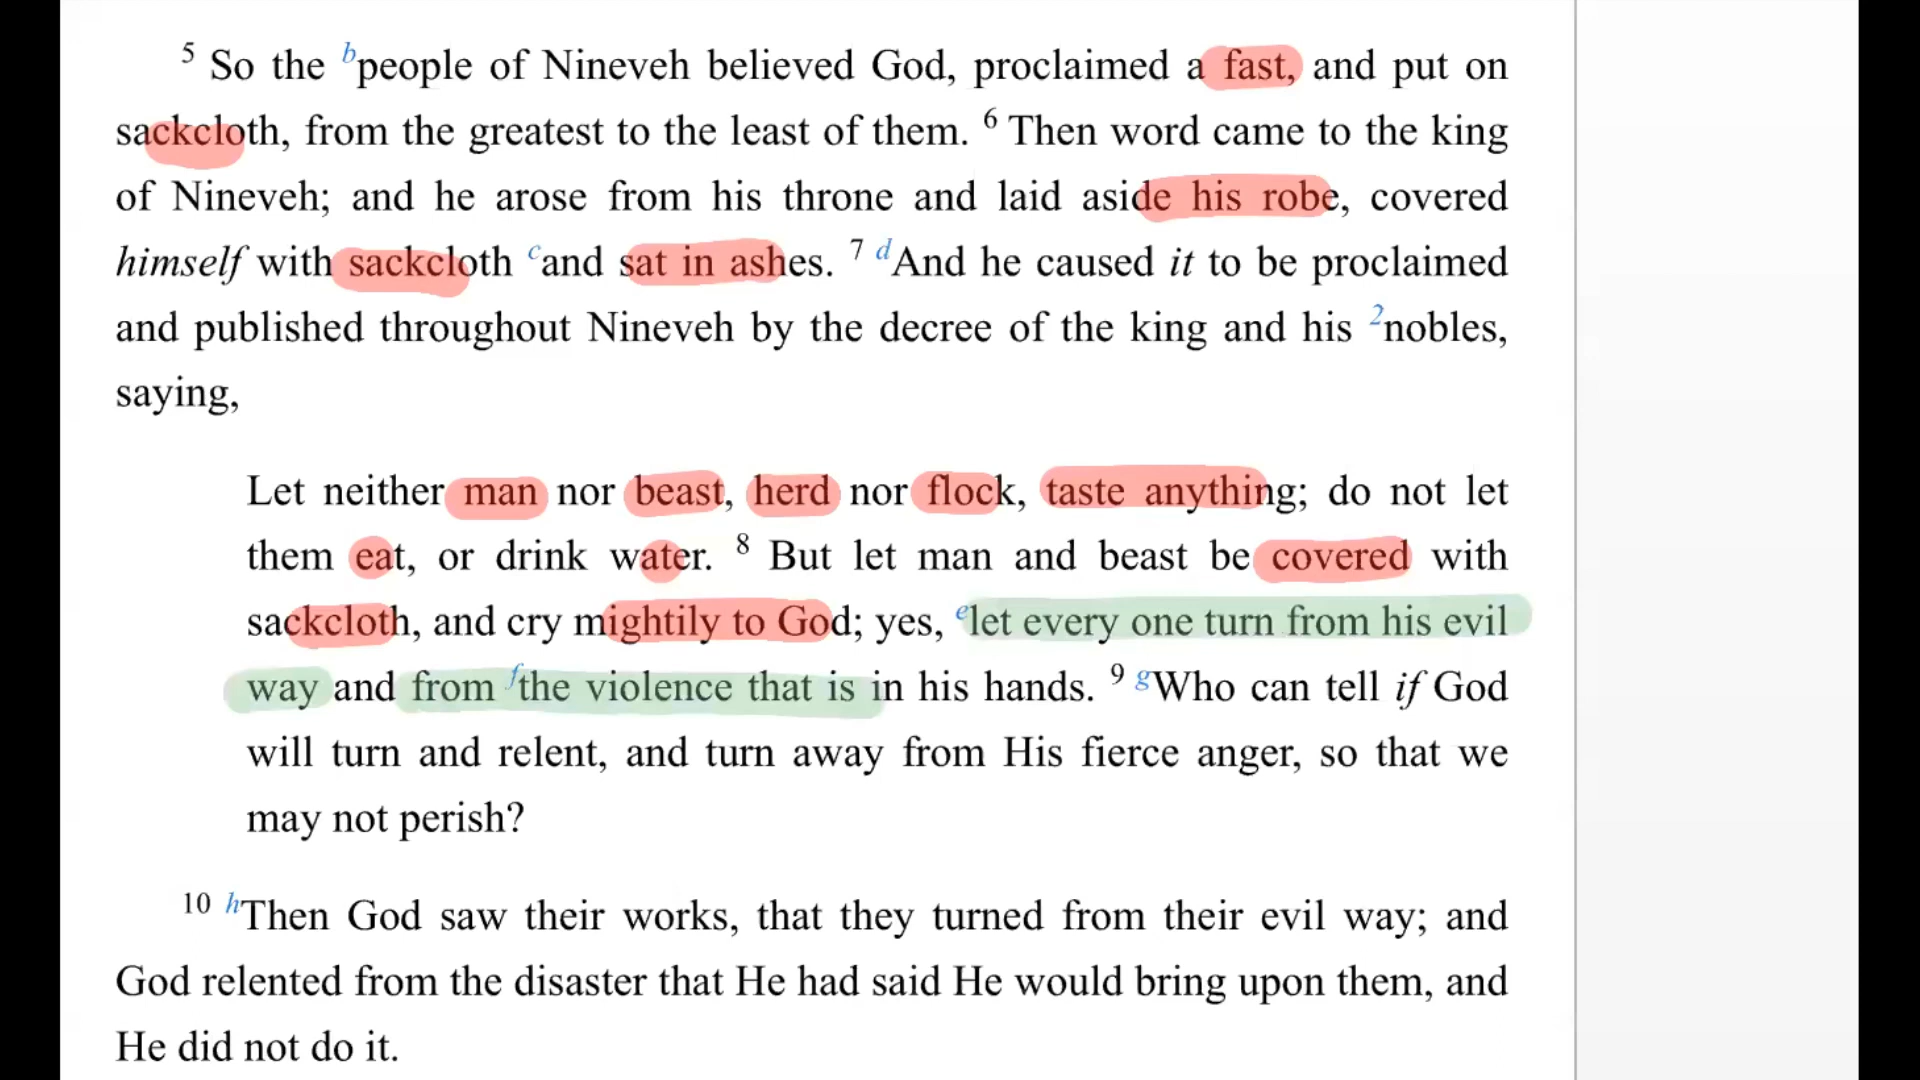 5 So the bpeople of Nineveh believed God, proclaimed a fast, and put on
sackcloth, from the greatest to the least of them. 6 Then word came to the king
of Nineveh; and he arose from his throne and laid aside his robe, covered
himself with sackcloth cand sat in ashes. 7 dAnd he caused it to be proclaimed
and published throughout Nineveh by the decree of the king and his 2nobles,
saying,
Let neither man nor beast, herd nor flock, taste anything; do not let
them eat, or drink water. 8 But let man and beast be covered with
sackcloth, and cry mightily to God; yes, elet every one turn from his evil
way and from fthe violence that is in his hands. 9 gWho can tell if God
will turn and relent, and turn away from His fierce anger, so that we
may not perish?
10 hThen God saw their works, that they turned from their evil way; and
God relented from the disaster that He had said He would bring upon them, and
He did not do it.